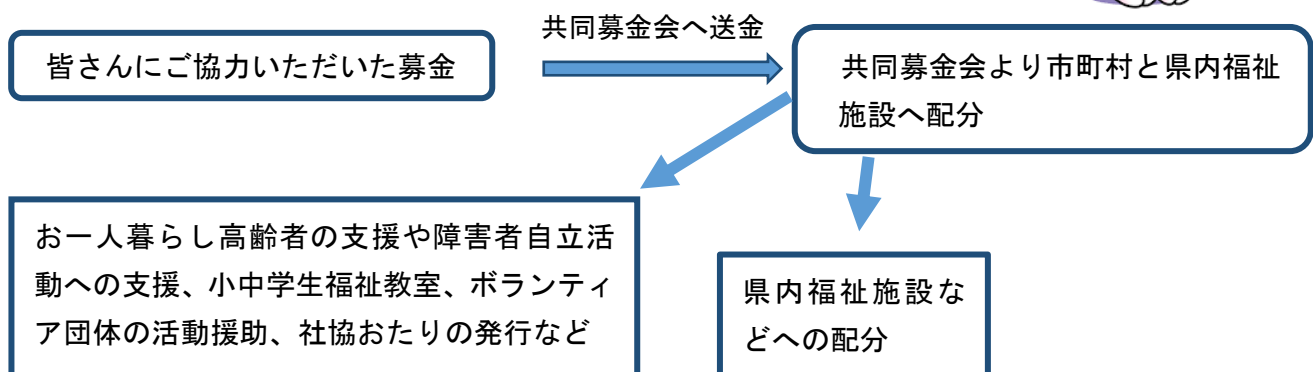 共同募金会へ送金
皆さんにご協力いただいた募金
共同募金会より市町村と県内福祉
施設へ配分
お一人暮らし高齢者の支援や障害者自立活
動への支援、小中学生福祉教室、ボランティ
ア団体の活動援助、社協おたりの発行など
県内福祉施設な
どへの配分